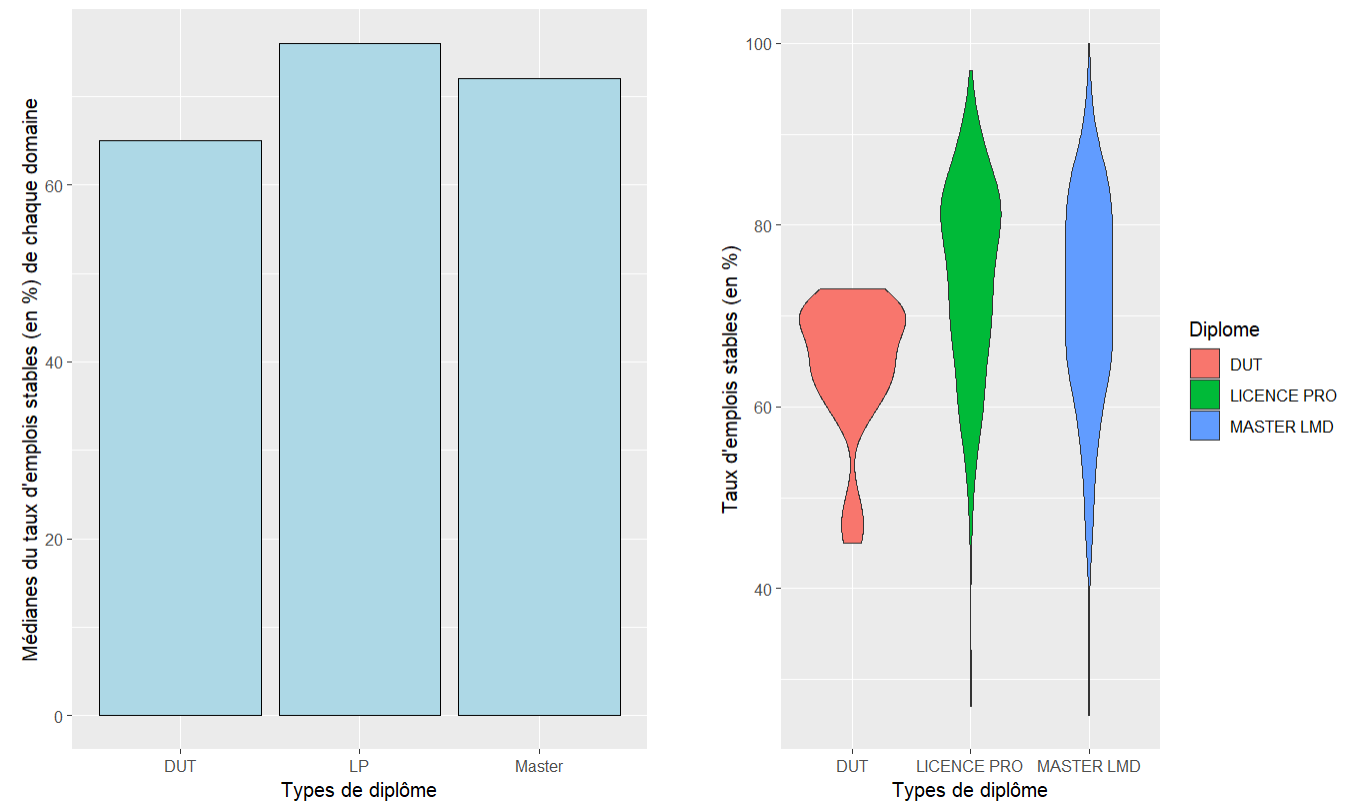 Médianes du taux d'emplois stables (en %) de chaque domaine
60
40
20
0
DUT
LP
Master
Types de diplôme
Taux d'emplois stables (en %)
100
80
60
40
DUT
LICENCE PRO
MASTER LMD
Types de diplôme
Diplome
DUT
LICENCE PRO
MASTER LMD